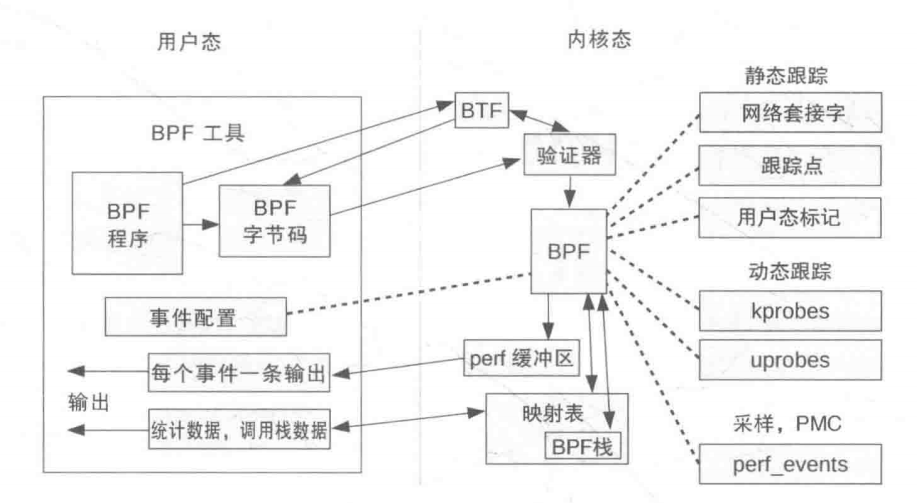 用户态
内核态
BPF 工具
BPF
程序
BPF
字节码
事件配置
每个事件一条输出
输出
统计数据，调用栈数据
BTF
验证器
BPF
perf 缓冲区
映射表
BPF栈
静态跟踪
网络套接字
跟踪点
用户态标记
动态跟踪
kprobes
uprobes
采样，PMC
perf_events